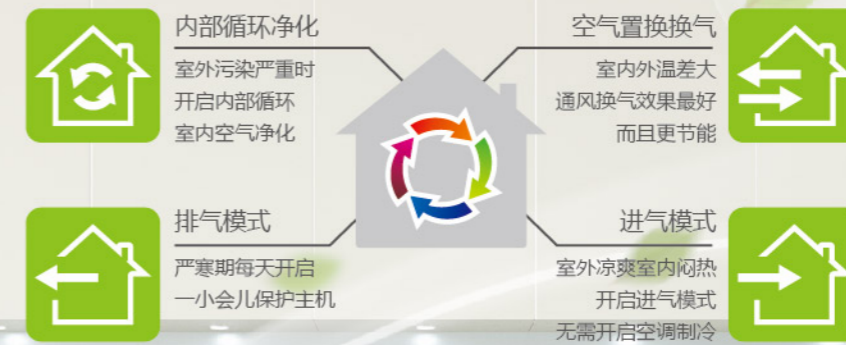 内部循环净化
室外污染严重时
开启内部循环
室内空气净化
空气置换换气
室内外温差大
通风换气效果最好
而且更节能
排气模式
严寒期每天开启
一小会儿保护主机
进气模式
室外凉爽室内闷热
开启进气模式
无需开启空调制冷